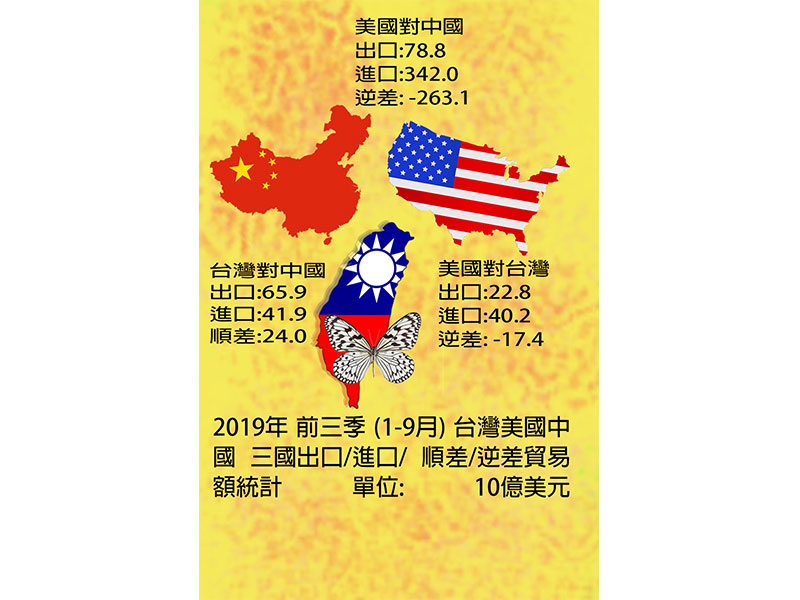 美國對中國
出口:78.8
進口:342.0
逆差: -263.1
台灣對中國
出口:65.9
進口:41.9
順差:24.0
美國對台灣
出口:22.8
進口:40.2
逆差: -17.4
2019年 前三季 (1-9月) 台灣美國中
國 三國出口/進口/ 順差/逆差貿易
額統計 單位: 10億美元